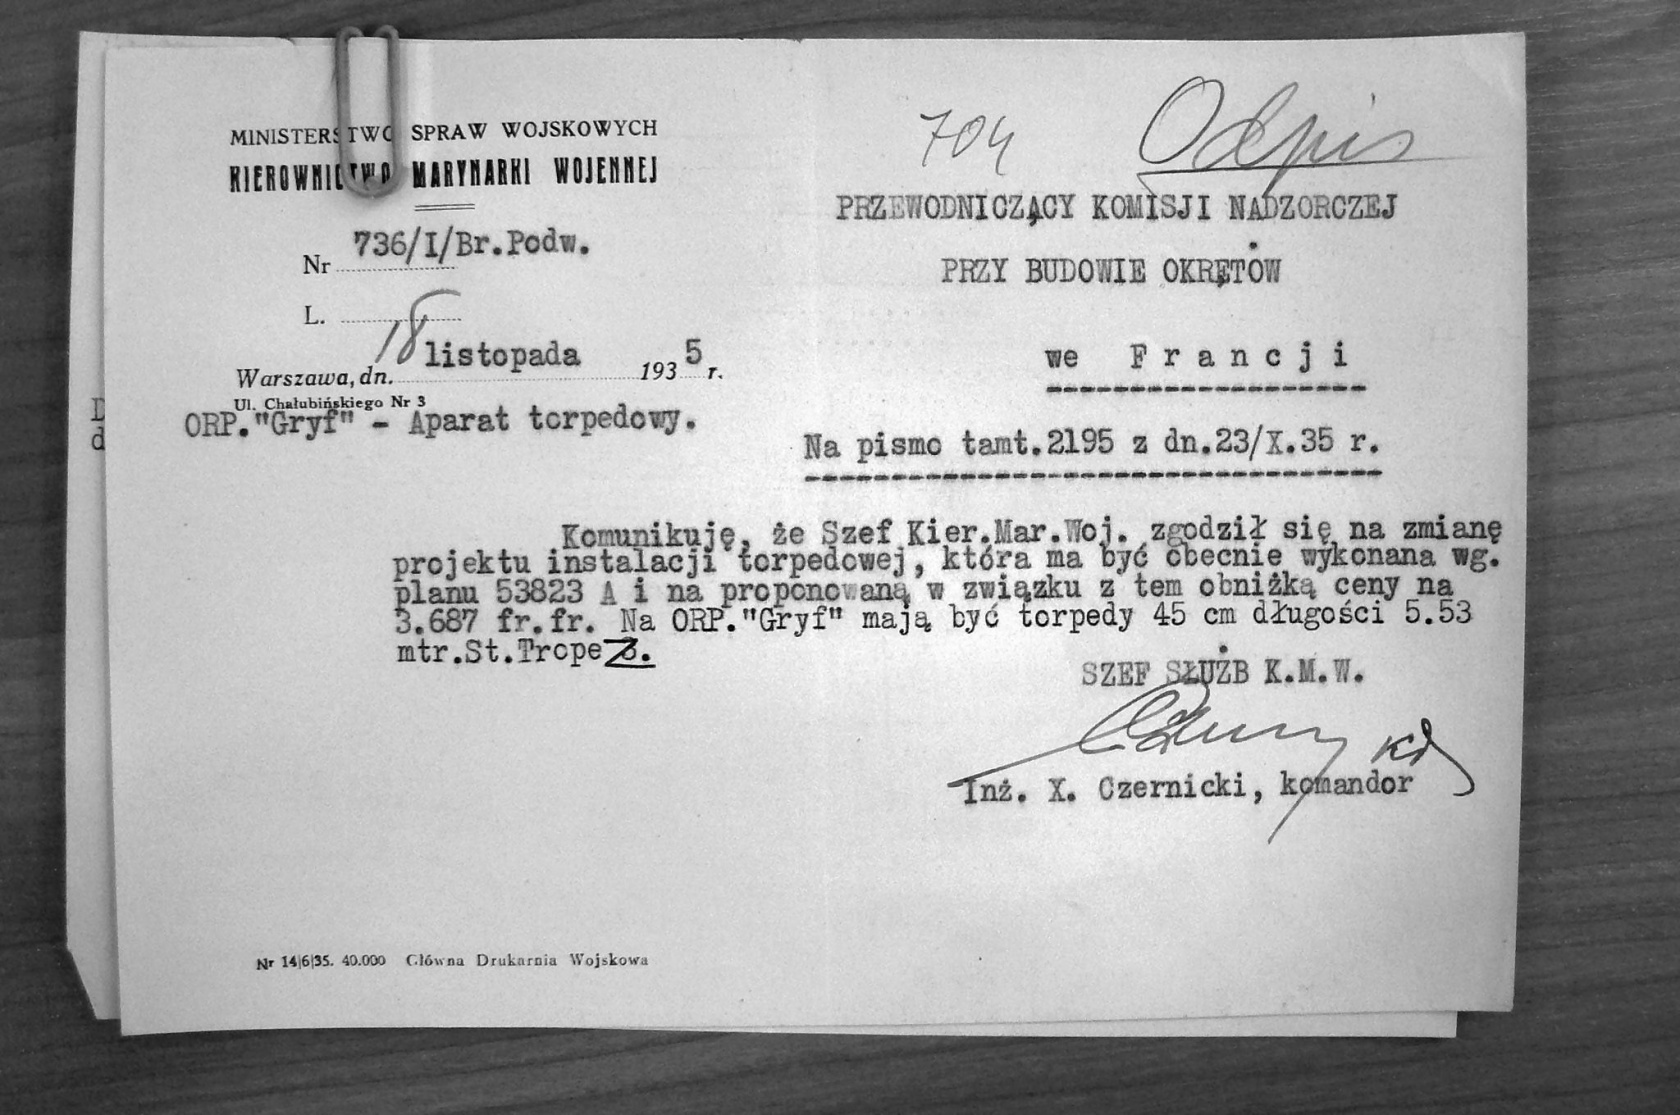 MINISTERSTWO SPRAW WOJSKOWYCH
KIEROWNICTWO MARYNARKI WOJENNEJ
Nr 736/I/Br.Podw.
L.
Warszawa, dn. 18 listopada 1935 r.
Ul. Chałubińskiego Nr 3
ORP."Gryf" - Aparat torpedowy.
704 Odpis
PRZEWODNICZĄCY KOMISJI NADZORCZEJ
PRZY BUDOWIE OKRĘTÓW
we Francji
Na pismo tamt.2195 z dn.23/X.35 r.
Komunikuję, że Szef Kier.Mar.Woj. zgodził się na zmianę
projektu instalacji torpedowej, która ma być obecnie wykonana wg.
planu 53823 A i na proponowaną w związku z tem obniżką ceny na
3.687 fr.fr. Na ORP."Gryf" mają być torpedy 45 cm długości 5.53
mtr.St.Tropez.
SZEF SŁUŻB K.M.W.
Inż. X. Czernicki, komandor
Nr 14|6|35. 40.000 Główna Drukarnia Wojskowa
D
d